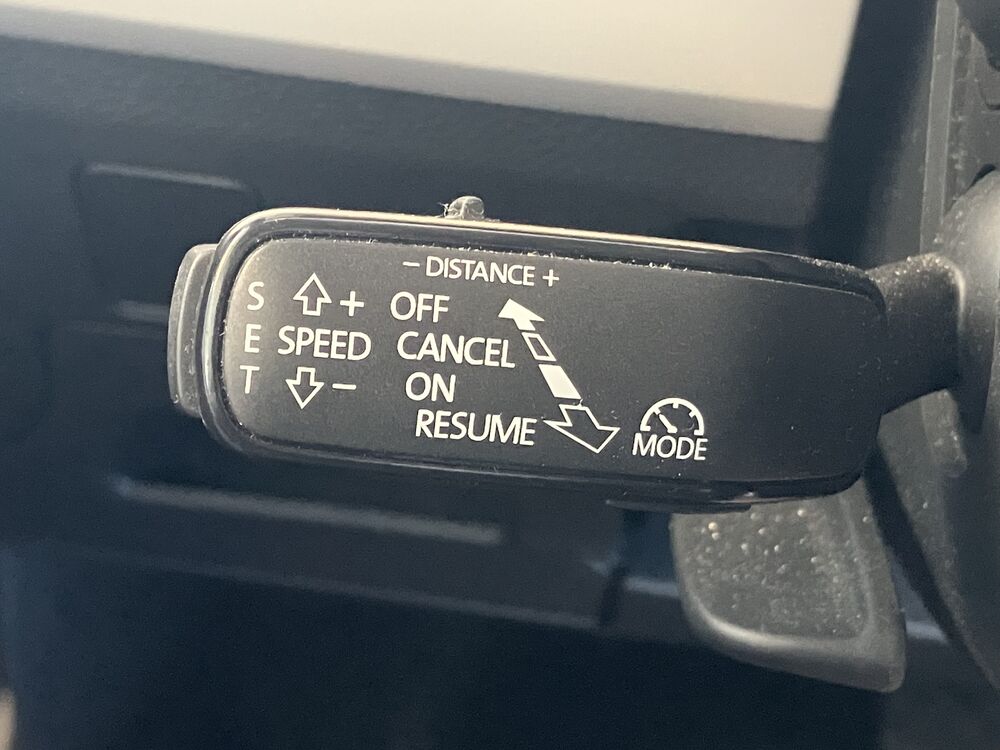 − DISTANCE +
S + OFF
E SPEED CANCEL
T − ON
RESUME
MODE